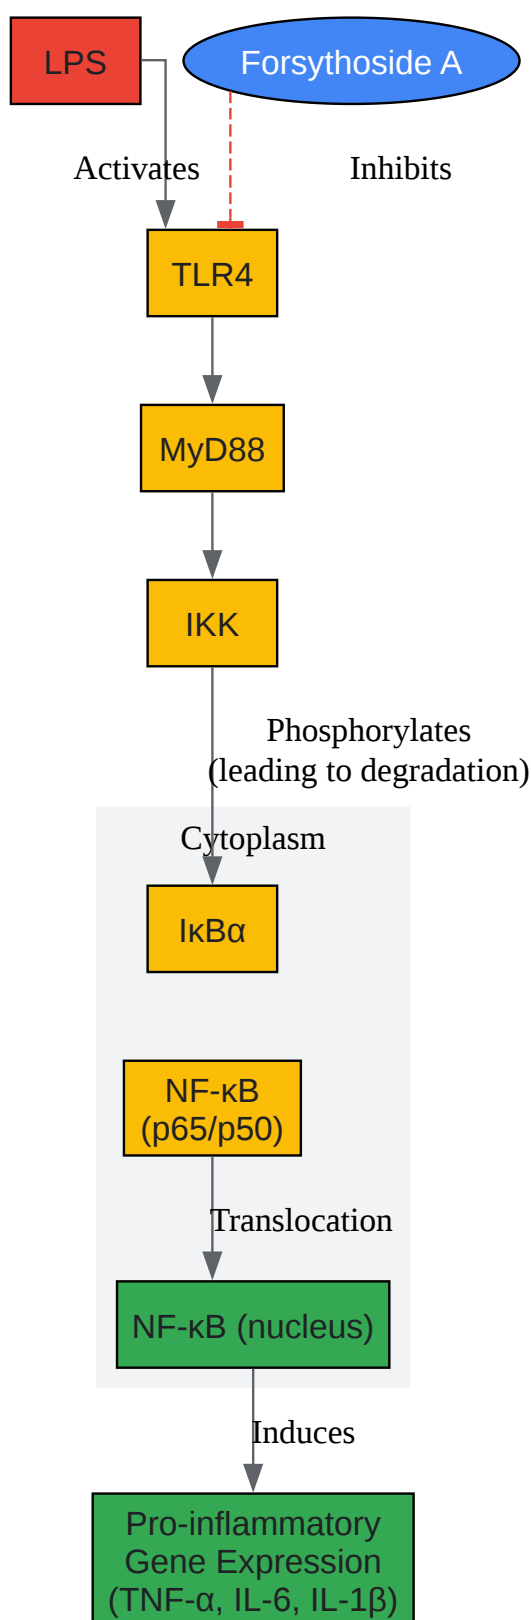 LPS
Forsythoside A
Activates
Inhibits
TLR4
MyD88
IKK
Phosphorylates
(leading to degradation)
Cytoplasm
IκBα
NF-κB
(p65/p50)
Translocation
NF-κB (nucleus)
Induces
Pro-inflammatory
Gene Expression
(TNF-α, IL-6, IL-1β)